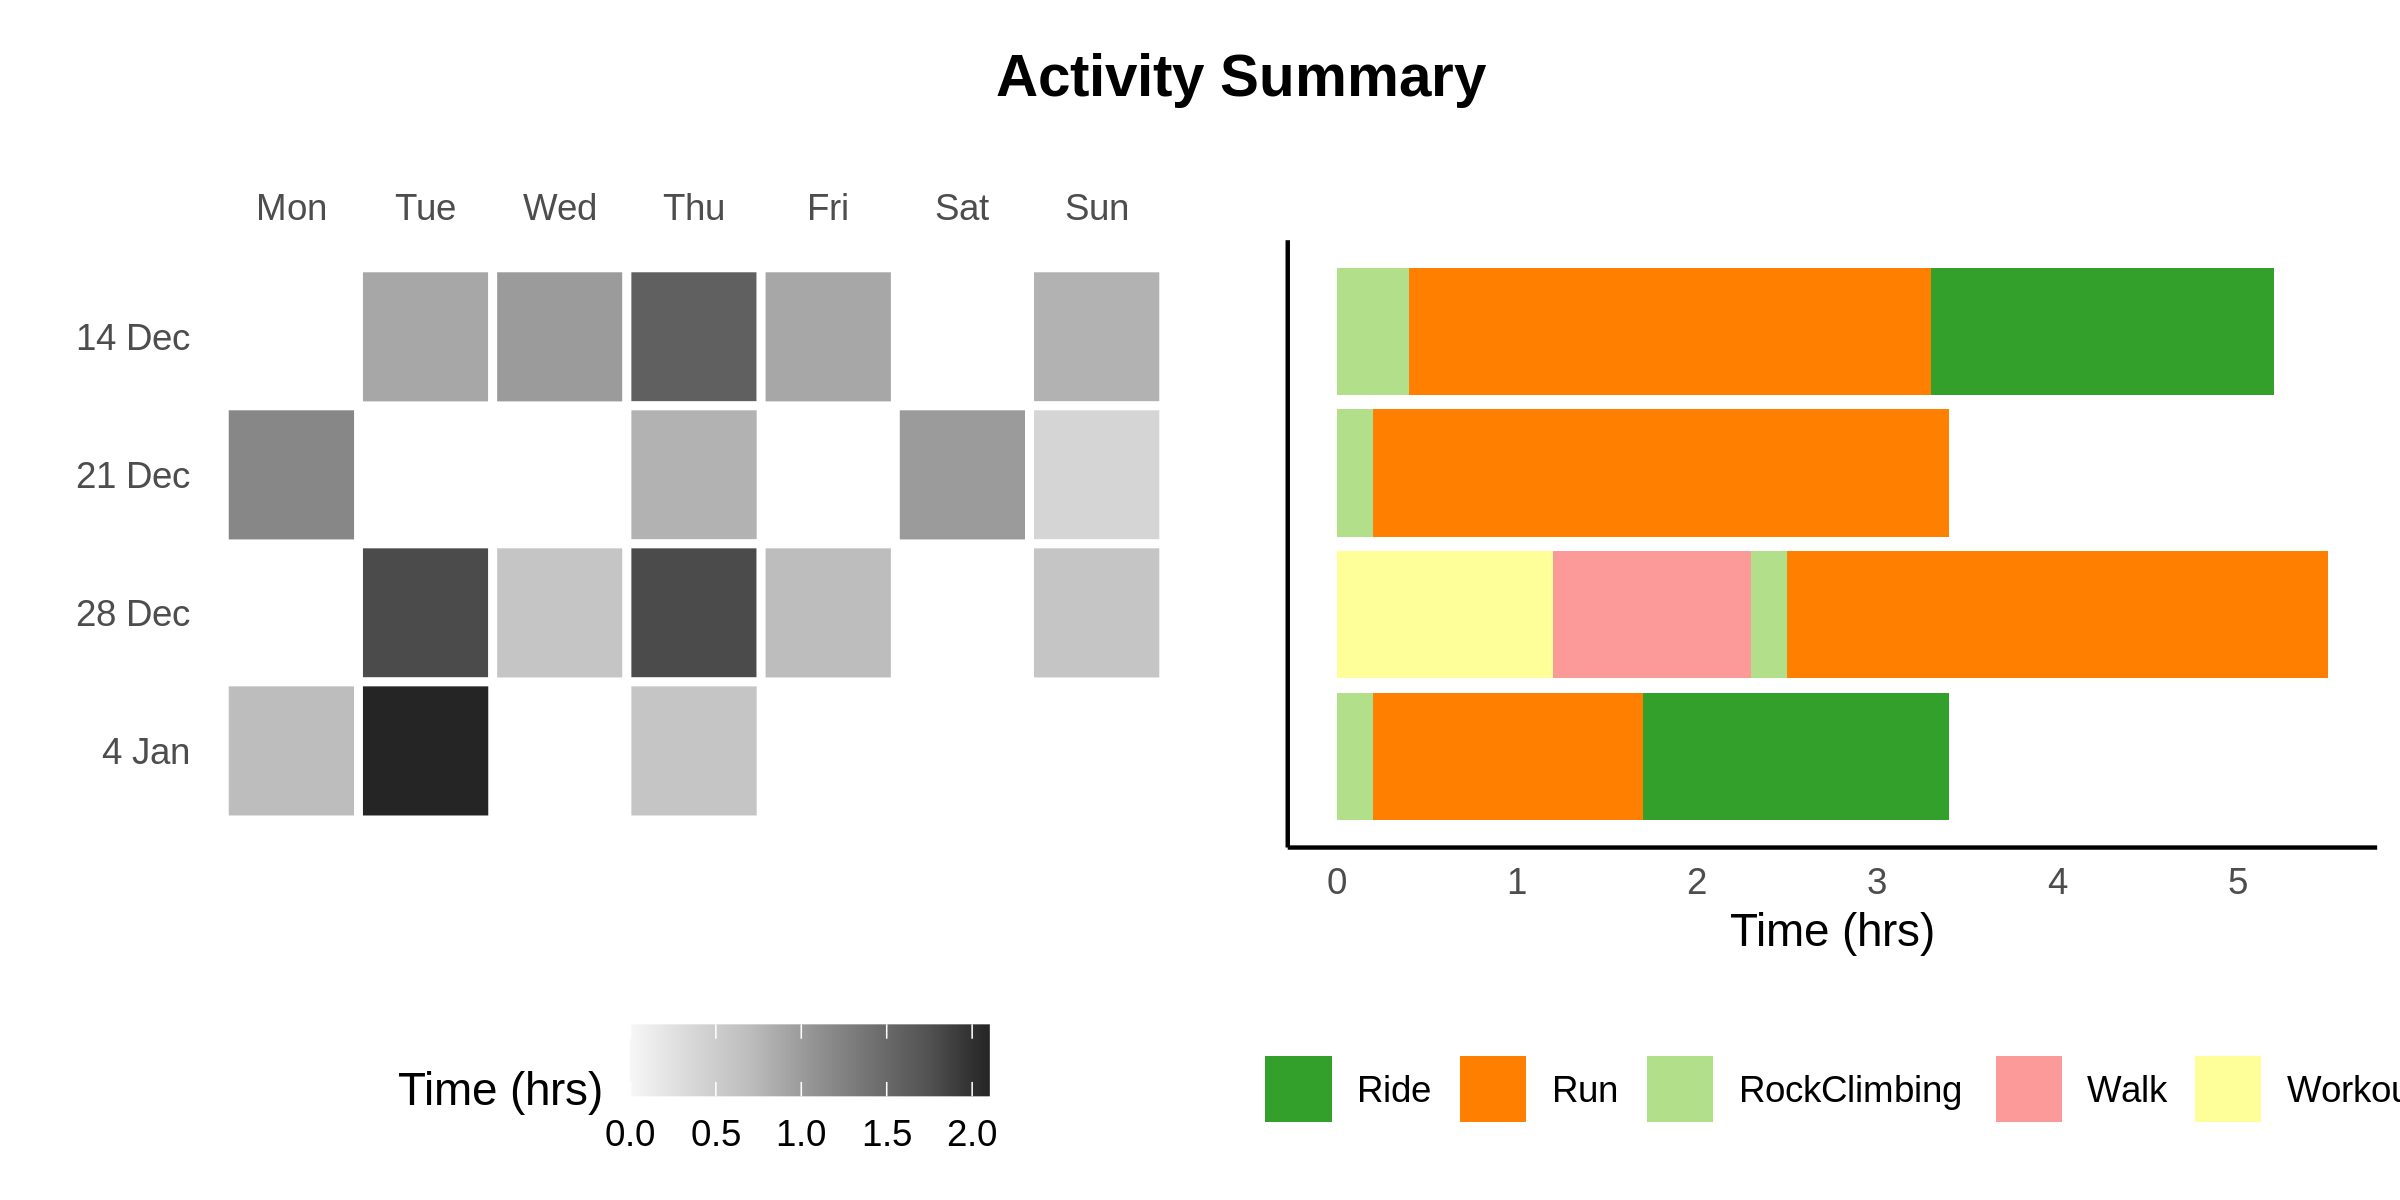 Activity Summary
Mon Tue Wed Thu Fri Sat Sun
14 Dec
21 Dec
28 Dec
4 Jan
0 1 2 3 4 5
Time (hrs)
Time (hrs)
0.0 0.5 1.0 1.5 2.0
Ride Run RockClimbing Walk Workou